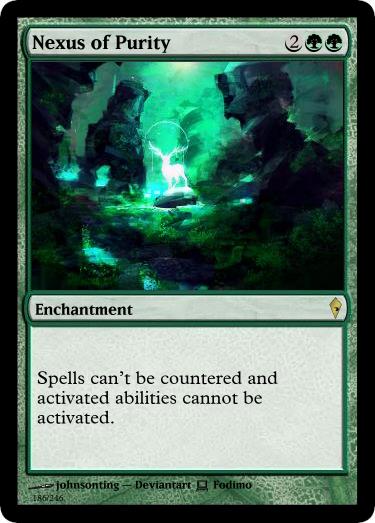 Nexus of Purity 2
Enchantment
Spells can't be countered and
activated abilities cannot be
activated.
johnsonting — Deviantart Fodimo
186/246